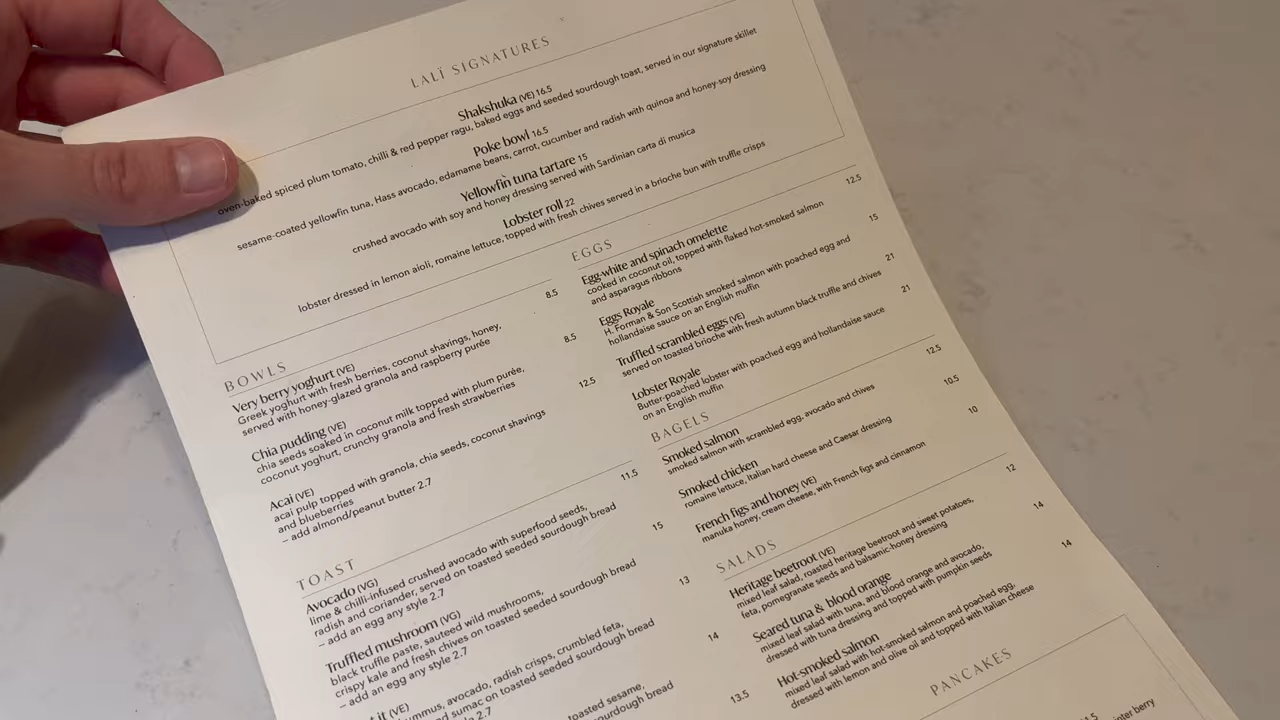 LALÏ SIGNATURES
Shakshuka (VE) 16.5
oven-baked spiced plum tomato, chilli & red pepper ragu, baked eggs and seeded sourdough toast, served in our signature skillet
Poke bowl 16.5
sesame-coated yellowfin tuna, Hass avocado, edamame beans, carrot, cucumber and radish with quinoa and honey-soy dressing
Yellowfin tuna tartare 15
crushed avocado with soy and honey dressing served with Sardinian carta di musica
Lobster roll 22
lobster dressed in lemon aioli, romaine lettuce, topped with fresh chives served in a brioche bun with truffle crisps
BOWLS
Very berry yoghurt (VE) 8.5
Greek yoghurt with fresh berries, coconut shavings, honey,
served with honey-glazed granola and raspberry purée
Chia pudding (VE) 8.5
chia seeds soaked in coconut milk topped with plum purée,
coconut yoghurt, crunchy granola and fresh strawberries
Acai (VE) 12.5
acai pulp topped with granola, chia seeds, coconut shavings
and blueberries
– add almond/peanut butter 2.7
TOAST
Avocado (VG) 11.5
lime & chilli-infused crushed avocado with superfood seeds,
radish and coriander, served on toasted seeded sourdough bread
– add an egg any style 2.7
Truffled mushroom (VG) 15
black truffle paste, sauteed wild mushrooms,
crispy kale and fresh chives on toasted seeded sourdough bread
– add an egg any style 2.7
it (VE) 13
avocado, radish crisps, crumbled feta,
and sumac on toasted seeded sourdough bread
2.7
14
toasted sesame,
sourdough bread
13.5
EGGS
Egg-white and spinach omelette 12.5
cooked in coconut oil, topped with flaked hot-smoked salmon
and asparagus ribbons
Eggs Royale 15
H. Forman & Son Scottish smoked salmon with poached egg and
hollandaise sauce on an English muffin
Truffled scrambled eggs (VE) 21
served on toasted brioche with fresh autumn black truffle and chives
Lobster Royale 21
Butter-poached lobster with poached egg and hollandaise sauce
on an English muffin
BAGELS
Smoked salmon 12.5
smoked salmon with scrambled egg, avocado and chives
Smoked chicken 10.5
romaine lettuce, Italian hard cheese and Caesar dressing
French figs and honey (VE) 10
manuka honey, cream cheese, with French figs and cinnamon
SALADS
Heritage beetroot (VE) 12
mixed leaf salad, roasted heritage beetroot and sweet potatoes,
feta, pomegranate seeds and balsamic-honey dressing
Seared tuna & blood orange 14
mixed leaf salad with tuna, and blood orange and avocado,
dressed with tuna dressing and topped with pumpkin seeds
Hot-smoked salmon 14
mixed leaf salad with hot-smoked salmon and poached egg,
dressed with lemon and olive oil and topped with Italian cheese
PANCAKES
berry